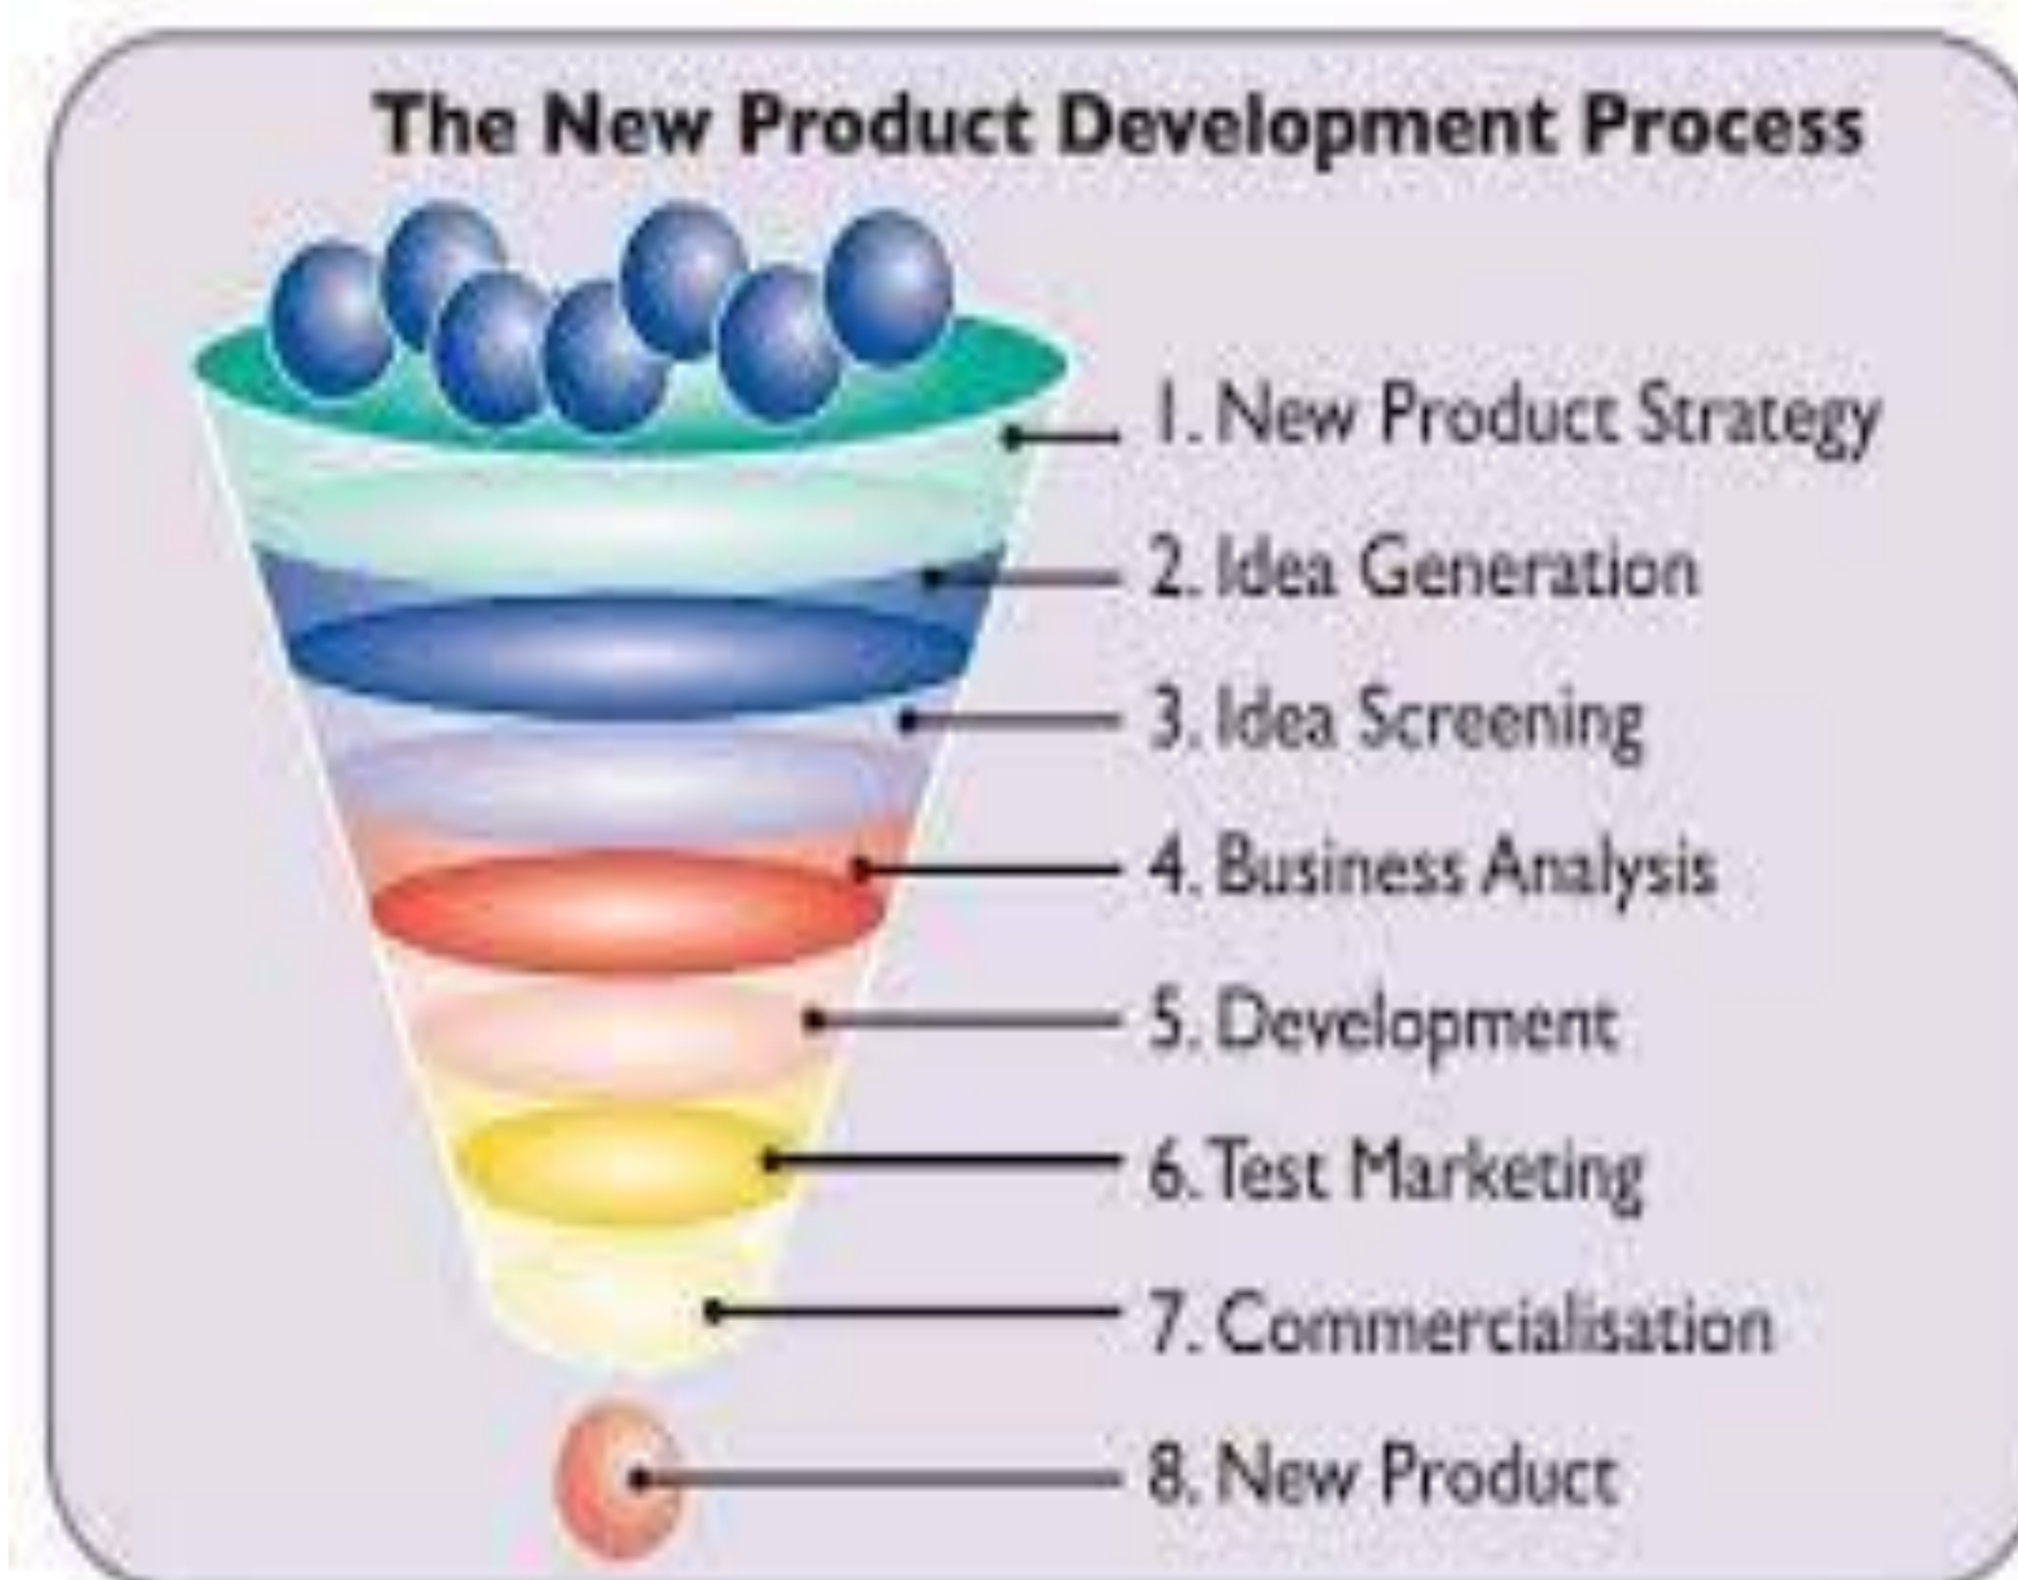 The New Product Development Process
1. New Product Strategy
2. Idea Generation
3. Idea Screening
4. Business Analysis
5. Development
6. Test Marketing
7. Commercialisation
8. New Product